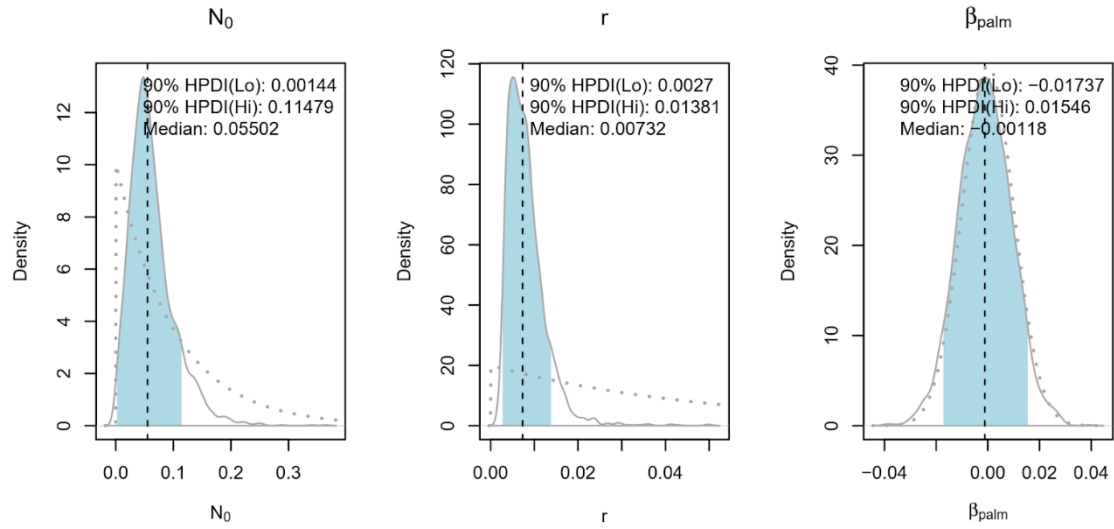 N₀
90% HPDI(Lo): 0.00144
90% HPDI(Hi): 0.11479
Median: 0.05502
Density
0 2 4 6 8 10 12
0.0 0.1 0.2 0.3
N₀
r
90% HPDI(Lo): 0.0027
90% HPDI(Hi): 0.01381
Median: 0.00732
Density
0 20 40 60 80 100 120
0.00 0.02 0.04
r
βpalm
90% HPDI(Lo): −0.01737
90% HPDI(Hi): 0.01546
Median: −0.00118
Density
0 10 20 30 40
−0.04 0.00 0.02 0.04
βpalm